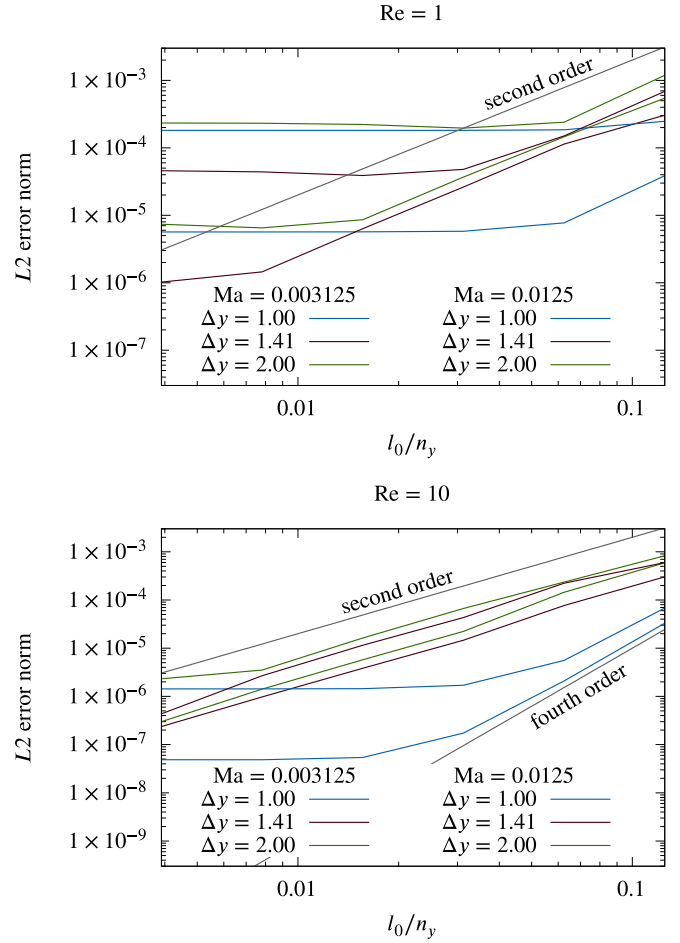 Re = 1
L2 error norm
1 × 10⁻³
1 × 10⁻⁴
1 × 10⁻⁵
1 × 10⁻⁶
1 × 10⁻⁷
second order
Ma = 0.003125 Ma = 0.0125
Δy = 1.00 Δy = 1.00
Δy = 1.41 Δy = 1.41
Δy = 2.00 Δy = 2.00
0.01 0.1
l₀/n_y
Re = 10
L2 error norm
1 × 10⁻³
1 × 10⁻⁴
1 × 10⁻⁵
1 × 10⁻⁶
1 × 10⁻⁷
1 × 10⁻⁸
1 × 10⁻⁹
second order
fourth order
Ma = 0.003125 Ma = 0.0125
Δy = 1.00 Δy = 1.00
Δy = 1.41 Δy = 1.41
Δy = 2.00 Δy = 2.00
0.01 0.1
l₀/n_y